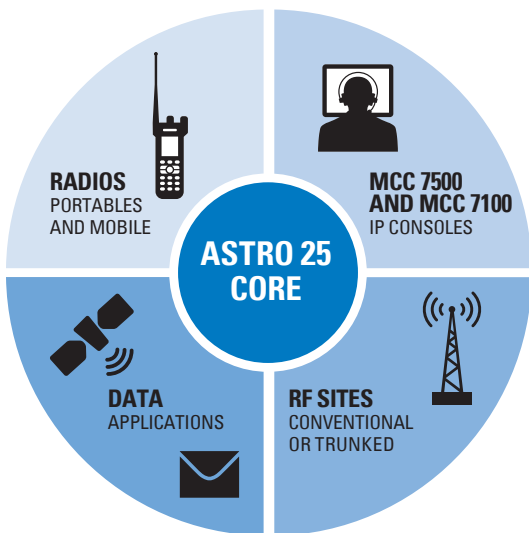 RADIOS
PORTABLES
AND MOBILE
MCC 7500
AND MCC 7100
IP CONSOLES
ASTRO 25
CORE
DATA
APPLICATIONS
RF SITES
CONVENTIONAL
OR TRUNKED